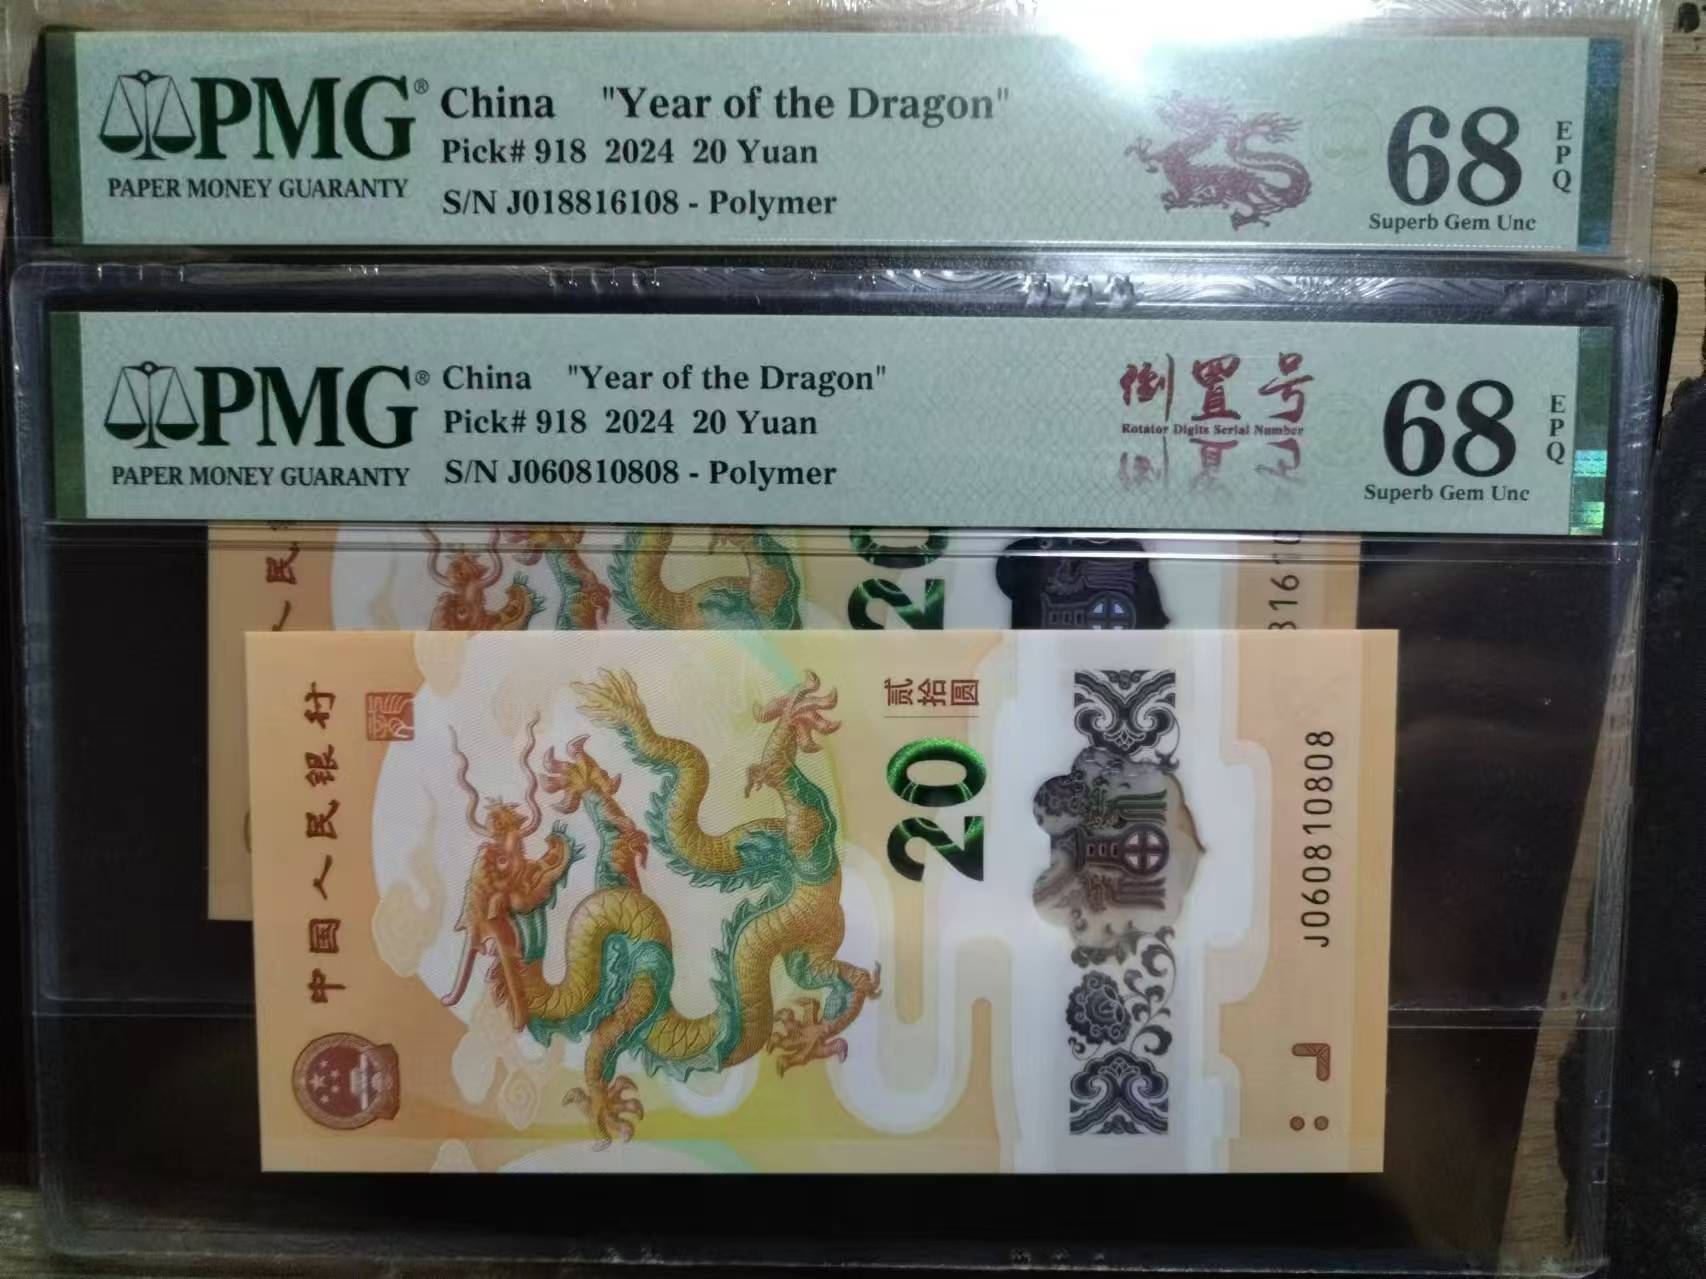 PMG®
PAPER MONEY GUARANTY
China "Year of the Dragon"
Pick# 918 2024 20 Yuan
S/N J018816108 - Polymer
68
EPQ
Superb Gem Unc
PMG®
PAPER MONEY GUARANTY
China "Year of the Dragon"
Pick# 918 2024 20 Yuan
S/N J060810808 - Polymer
倒置号
Rotator Digits Serial Number
68
EPQ
Superb Gem Unc
20
中国人民银行
贰拾圆
20
J060810808